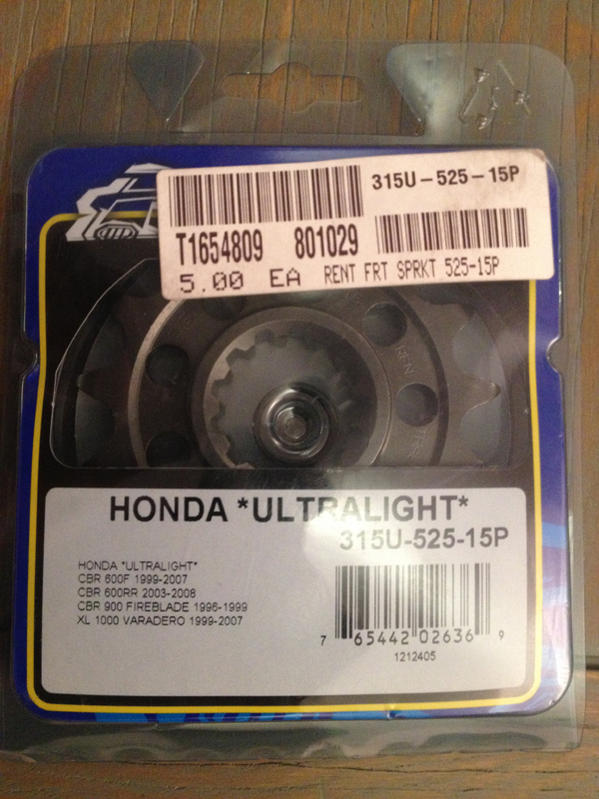 315U-525-15P
T1654809 801029
5.00 EA RENT FRT SPRKT 525-15P
HONDA *ULTRALIGHT*
315U-525-15P
HONDA *ULTRALIGHT*
CBR 600F 1999-2007
CBR 600RR 2003-2008
CBR 900 FIREBLADE 1996-1999
XL 1000 VARADERO 1999-2007
7 65442 02636 9
1212405